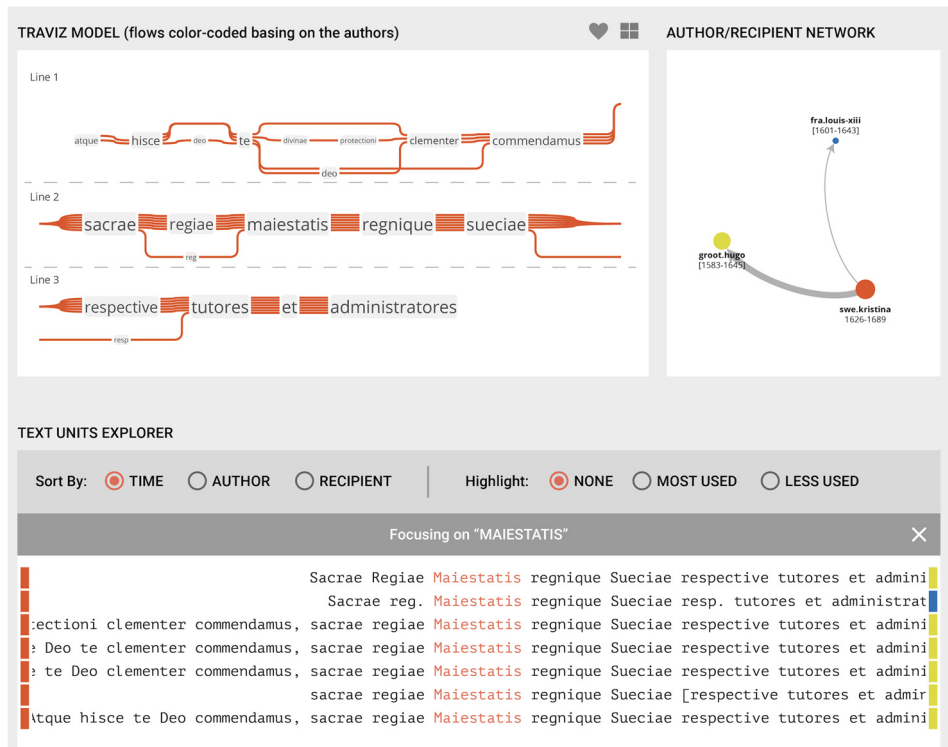 TRAVIZ MODEL (flows color-coded basing on the authors)
Line 1
atque hisce deo te divinae protectioni clementer commendamus
deo
Line 2
sacrae regiae maiestatis regnique sueciae
reg
Line 3
respective tutores et administratores
resp
AUTHOR/RECIPIENT NETWORK
fra.louis-xiii
[1601-1643]
groot.hugo
[1583-1645]
swe.kristina
1626-1689
TEXT UNITS EXPLORER
Sort By: TIME AUTHOR RECIPIENT Highlight: NONE MOST USED LESS USED
Focusing on “MAIESTATIS”
Sacrae Regiae Maiestatis regnique Sueciae respective tutores et admini
Sacrae reg. Maiestatis regnique Sueciae resp. tutores et administrat
tectioni clementer commendamus, sacrae regiae Maiestatis regnique Sueciae respective tutores et admini
e Deo te clementer commendamus, sacrae regiae Maiestatis regnique Sueciae respective tutores et admini
e te Deo clementer commendamus, sacrae regiae Maiestatis regnique Sueciae respective tutores et admini
sacrae regiae Maiestatis regnique Sueciae [respective tutores et admir
Atque hisce te Deo commendamus, sacrae regiae Maiestatis regnique Sueciae respective tutores et admini